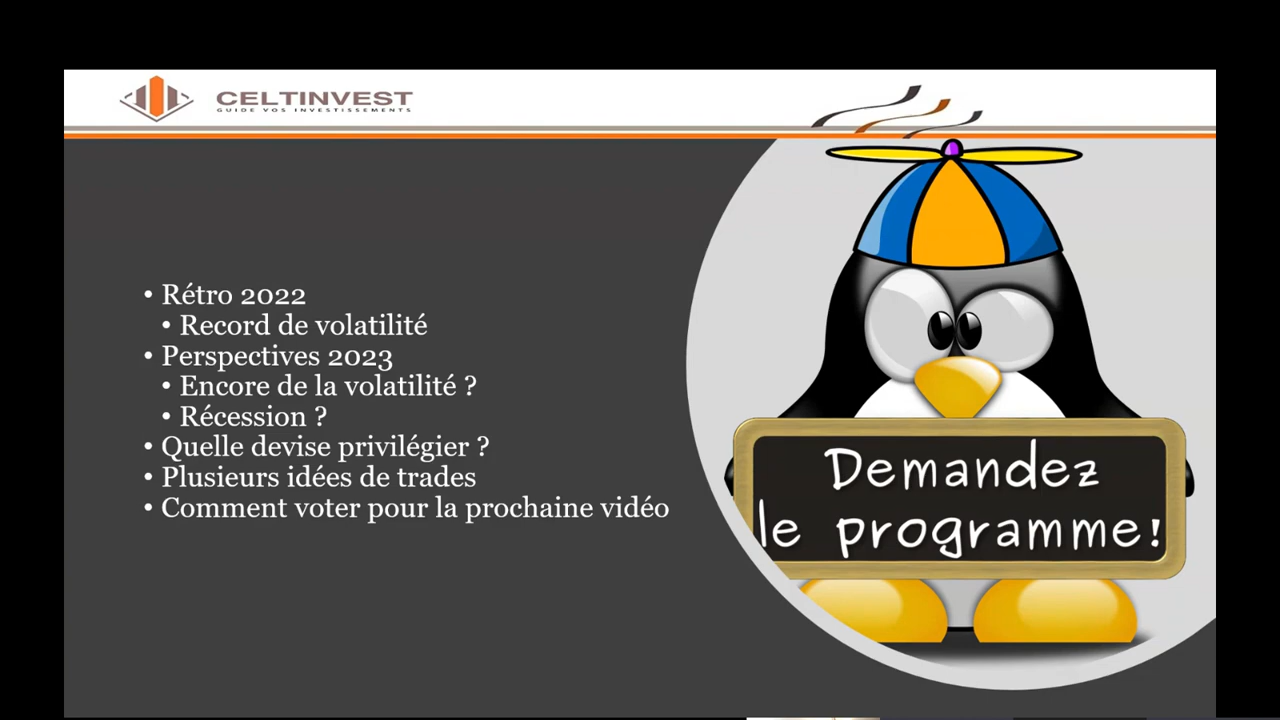 CELTINVEST
GUIDE VOS INVESTISSEMENTS
• Rétro 2022
• Record de volatilité
• Perspectives 2023
• Encore de la volatilité ?
• Récession ?
• Quelle devise privilégier ?
• Plusieurs idées de trades
• Comment voter pour la prochaine vidéo
Demandez
le programme!